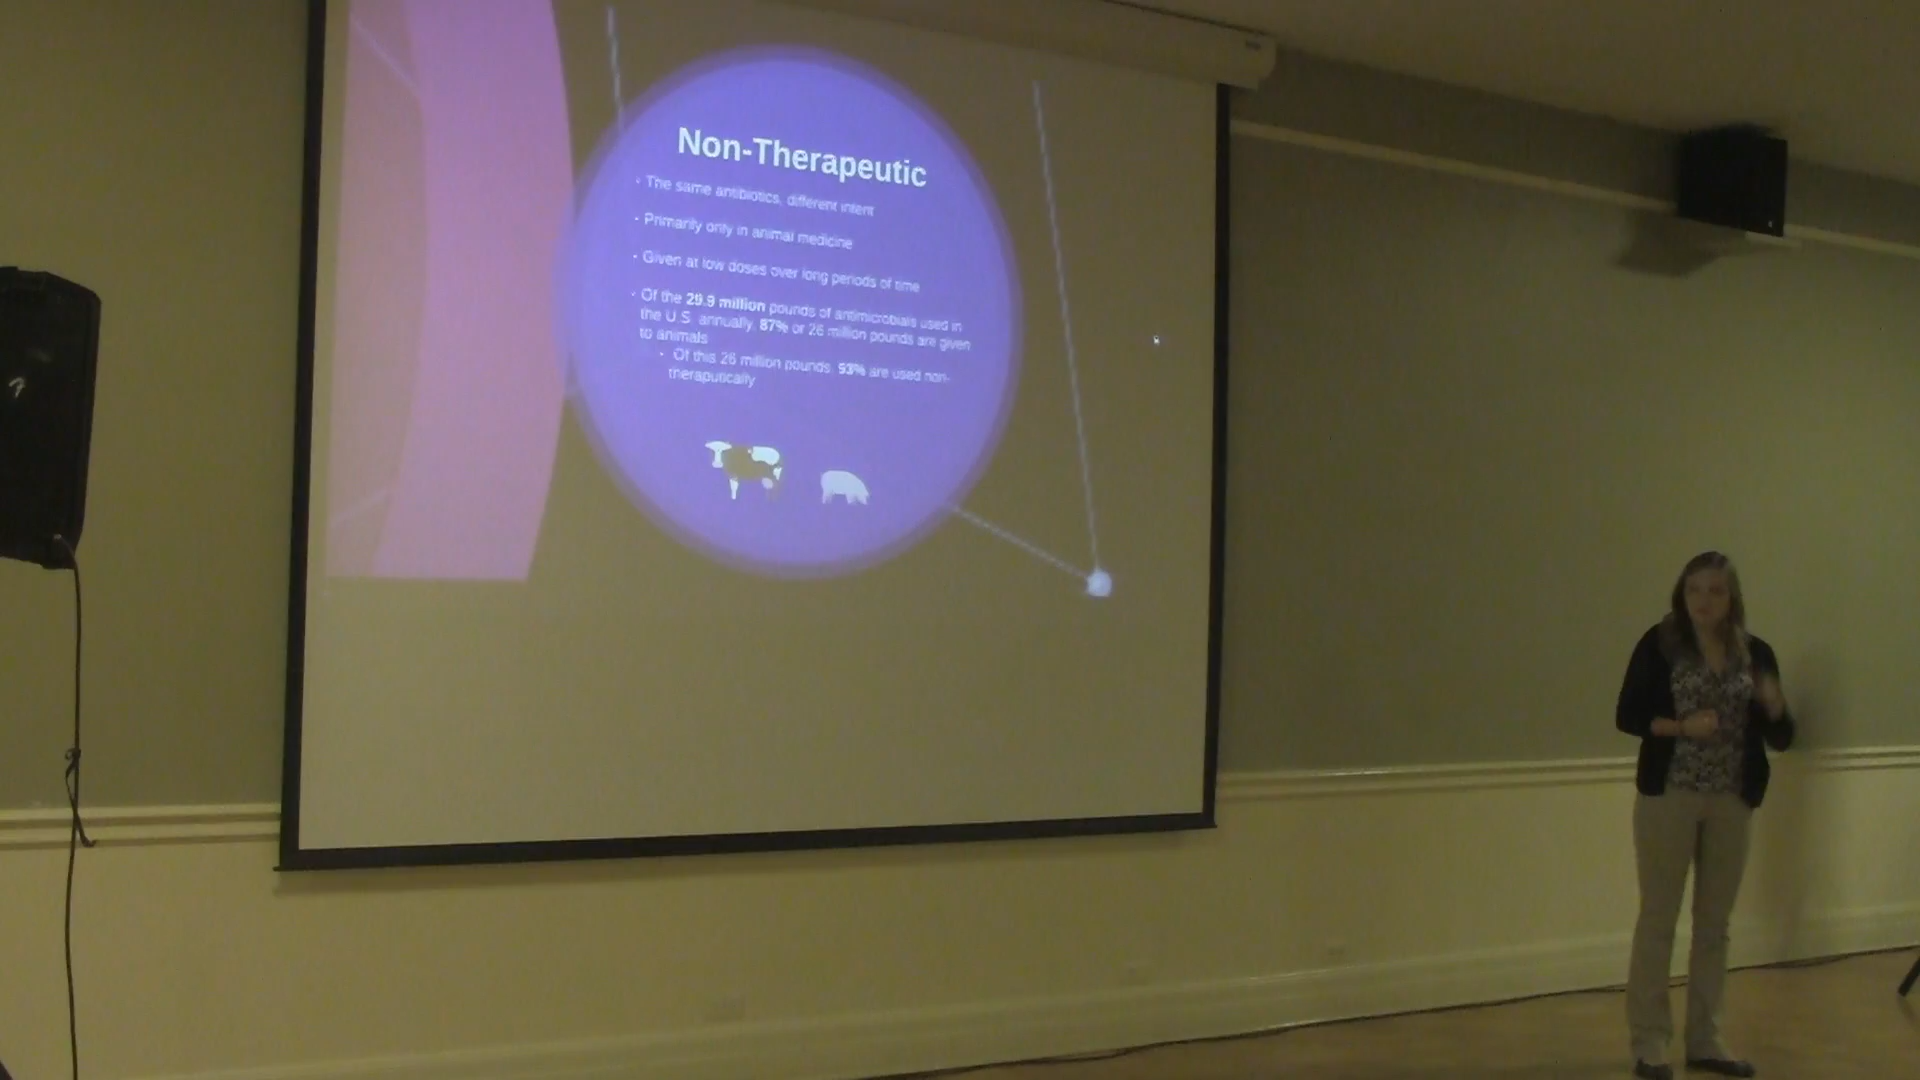 Non-Therapeutic
- The same antibiotics, different intent
- Primarily only in animal medicine
- Given at low doses over long periods of time
- Of the 29.9 million pounds of antimicrobials used in
the U.S. annually, 87% or 26 million pounds are given
to animals
- Of this 26 million pounds, 93% are used non-
theraputically